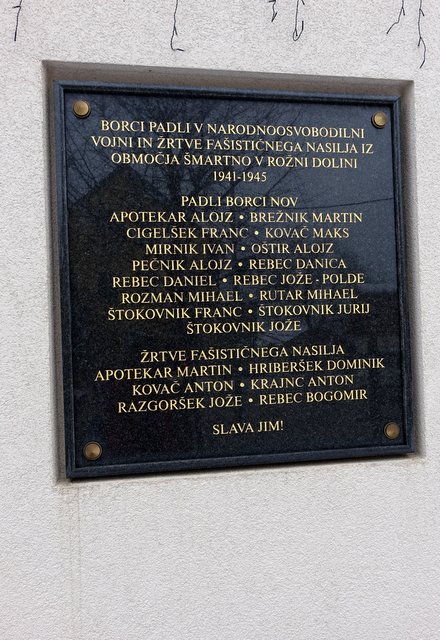 BORCI PADLI V NARODNOOSVOBODILNI
VOJNI IN ŽRTVE FAŠISTIČNEGA NASILJA IZ
OBMOČJA ŠMARTNO V ROŽNI DOLINI
1941-1945
PADLI BORCI NOV
APOTEKAR ALOJZ • BREŽNIK MARTIN
CIGELŠEK FRANC • KOVAČ MAKS
MIRNIK IVAN • OŠTIR ALOJZ
PEČNIK ALOJZ • REBEC DANICA
REBEC DANIEL • REBEC JOŽE - POLDE
ROZMAN MIHAEL • RUTAR MIHAEL
ŠTOKOVNIK FRANC • ŠTOKOVNIK JURIJ
ŠTOKOVNIK JOŽE
ŽRTVE FAŠISTIČNEGA NASILJA
APOTEKAR MARTIN • HRIBERŠEK DOMINIK
KOVAČ ANTON • KRAJNC ANTON
RAZGORŠEK JOŽE • REBEC BOGOMIR
SLAVA JIM!